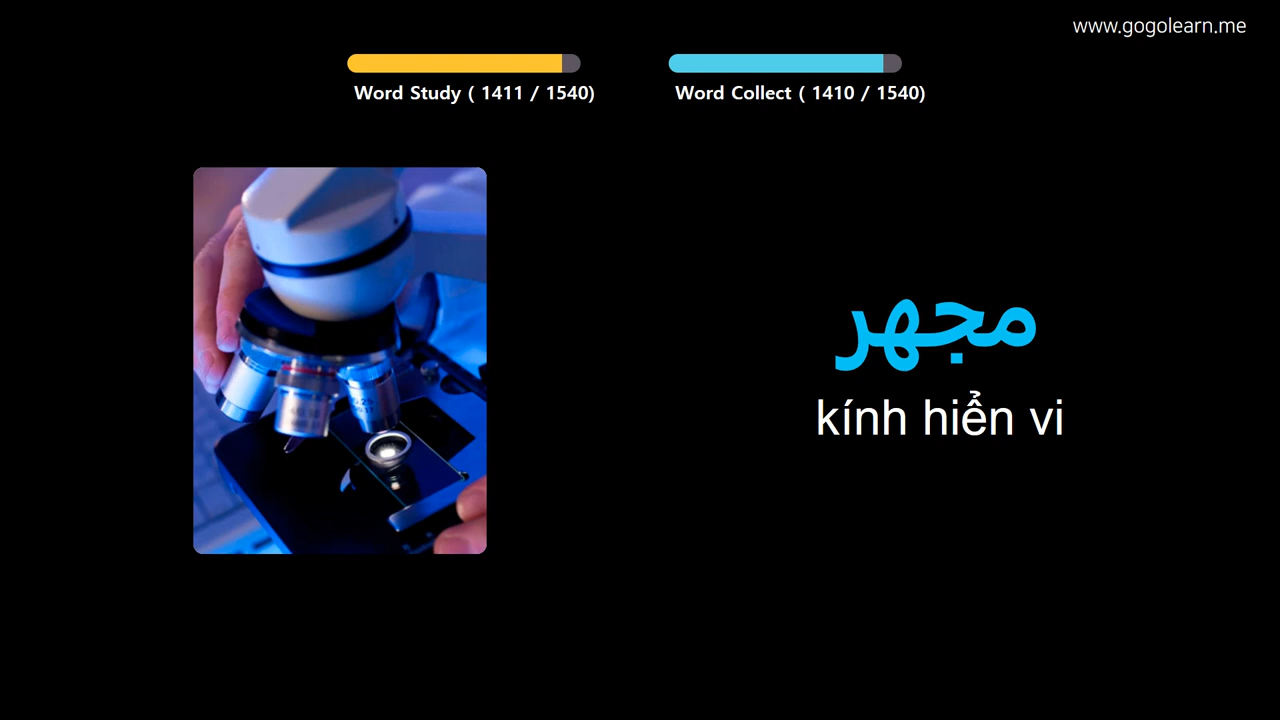 www.gogolearn.me
Word Study ( 1411 / 1540)
Word Collect ( 1410 / 1540)
مجهر
kính hiển vi